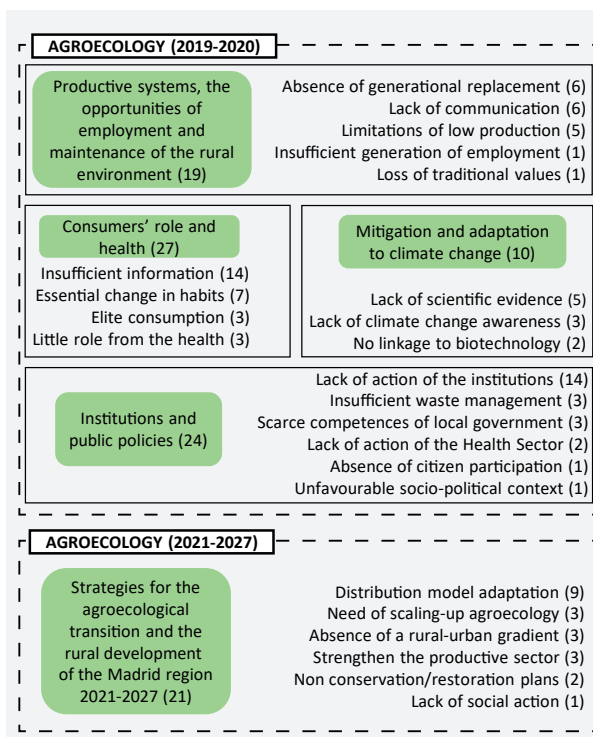 AGROECOLOGY (2019-2020)
Productive systems, the
opportunities of
employment and
maintenance of the rural
environment (19)
Absence of generational replacement (6)
Lack of communication (6)
Limitations of low production (5)
Insufficient generation of employment (1)
Loss of traditional values (1)
Consumers' role and
health (27)
Insufficient information (14)
Essential change in habits (7)
Elite consumption (3)
Little role from the health (3)
Mitigation and adaptation
to climate change (10)
Lack of scientific evidence (5)
Lack of climate change awareness (3)
No linkage to biotechnology (2)
Institutions and
public policies (24)
Lack of action of the institutions (14)
Insufficient waste management (3)
Scarce competences of local government (3)
Lack of action of the Health Sector (2)
Absence of citizen participation (1)
Unfavourable socio-political context (1)
AGROECOLOGY (2021-2027)
Strategies for the
agroecological
transition and the
rural development
of the Madrid region
2021-2027 (21)
Distribution model adaptation (9)
Need of scaling-up agroecology (3)
Absence of a rural-urban gradient (3)
Strengthen the productive sector (3)
Non conservation/restoration plans (2)
Lack of social action (1)